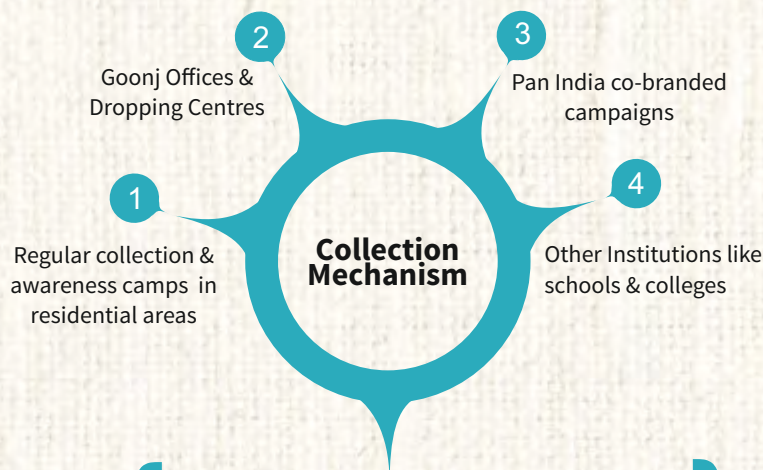 1
Regular collection &
awareness camps in
residential areas
2
Goonj Offices &
Dropping Centres
3
Pan India co-branded
campaigns
4
Other Institutions like
schools & colleges
Collection
Mechanism